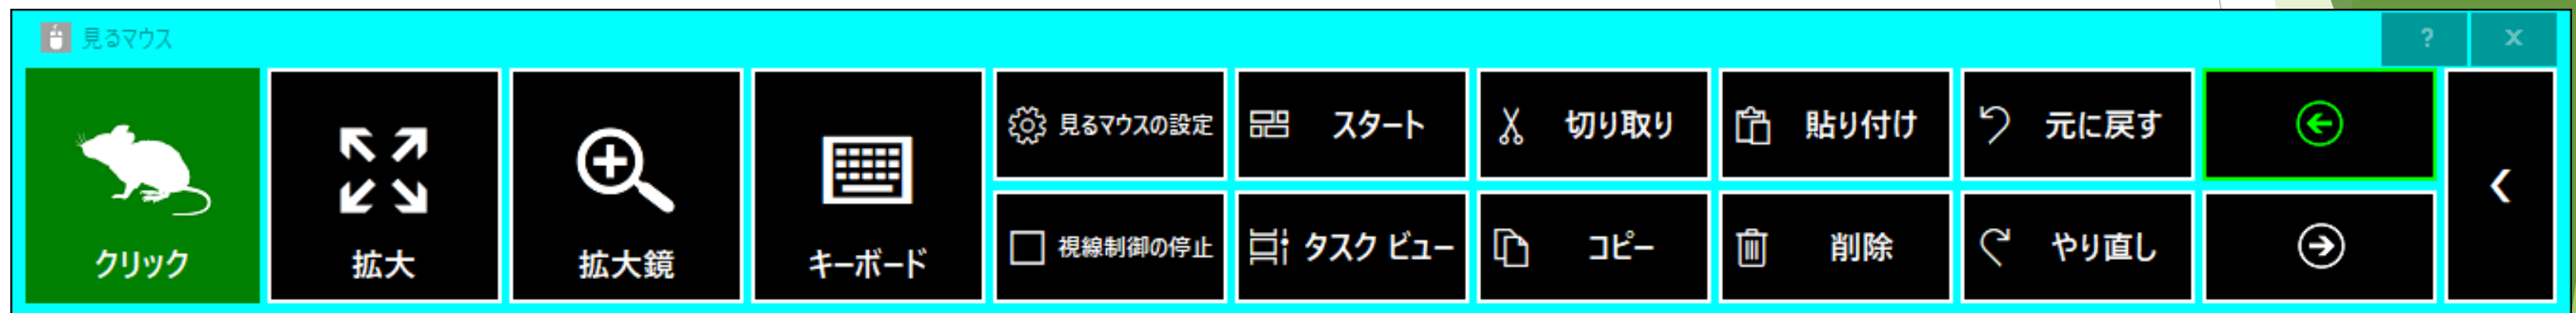 見るマウス
?
x
クリック
拡大
拡大鏡
キーボード
見るマウスの設定
スタート
切り取り
貼り付け
元に戻す
視線制御の停止
タスク ビュー
コピー
削除
やり直し